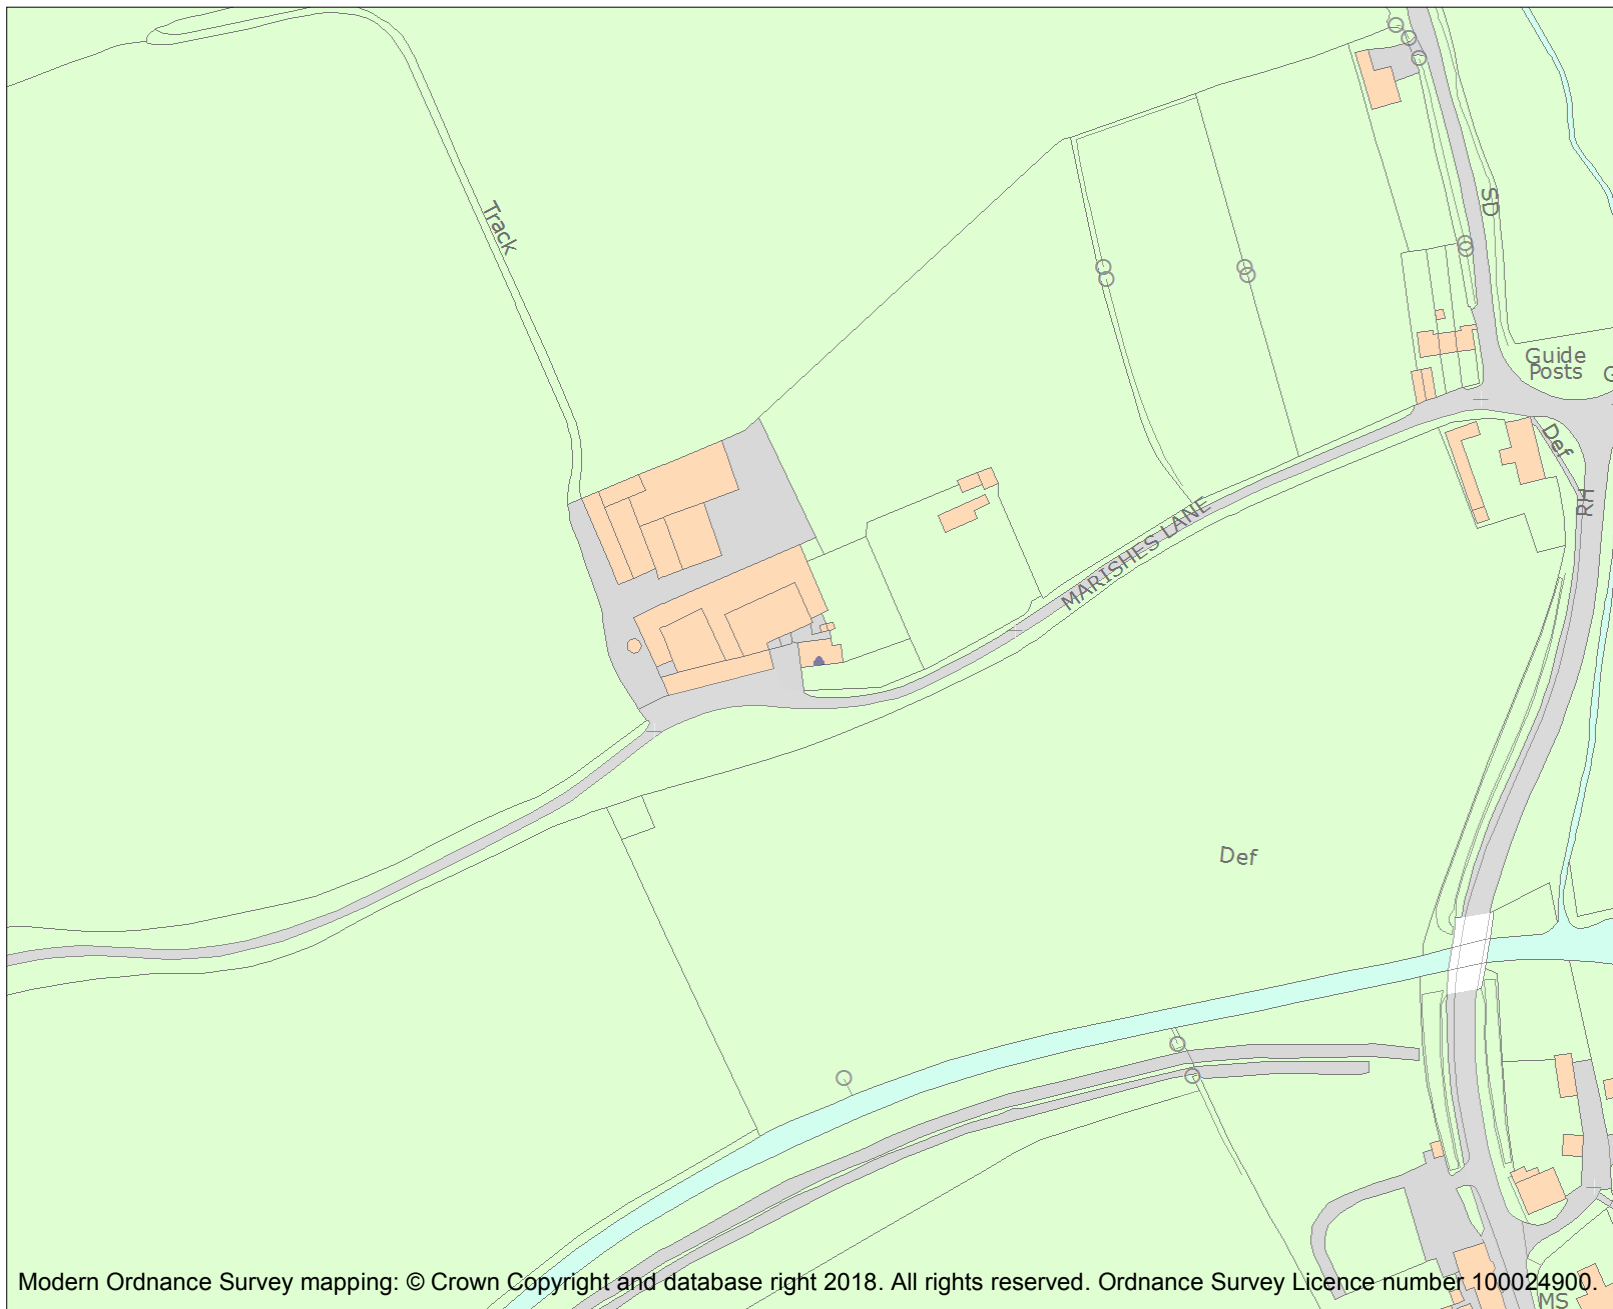 Track
SD
Guide
Posts
G
Def
RH
MARISHES LANE
Def
Modern Ordnance Survey mapping: © Crown Copyright and database right 2018. All rights reserved. Ordnance Survey Licence number 100024900.
MS